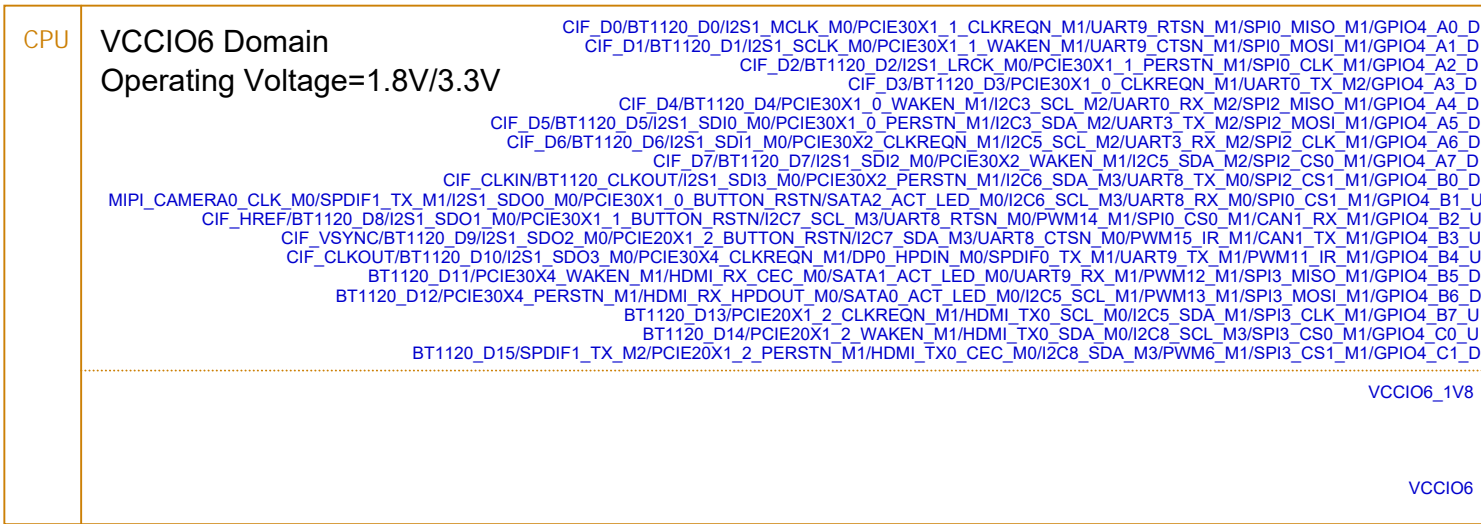 CPU
VCCIO6 Domain
Operating Voltage=1.8V/3.3V
CIF_D0/BT1120_D0/I2S1_MCLK_M0/PCIE30X1_1_CLKREQN_M1/UART9_RTSN_M1/SPI0_MISO_M1/GPIO4_A0_D
CIF_D1/BT1120_D1/I2S1_SCLK_M0/PCIE30X1_1_WAKEN_M1/UART9_CTSN_M1/SPI0_MOSI_M1/GPIO4_A1_D
CIF_D2/BT1120_D2/I2S1_LRCK_M0/PCIE30X1_1_PERSTN_M1/SPI0_CLK_M1/GPIO4_A2_D
CIF_D3/BT1120_D3/PCIE30X1_0_CLKREQN_M1/UART0_TX_M2/GPIO4_A3_D
CIF_D4/BT1120_D4/PCIE30X1_0_WAKEN_M1/I2C3_SCL_M2/UART0_RX_M2/SPI2_MISO_M1/GPIO4_A4_D
CIF_D5/BT1120_D5/I2S1_SDI0_M0/PCIE30X1_0_PERSTN_M1/I2C3_SDA_M2/UART3_TX_M2/SPI2_MOSI_M1/GPIO4_A5_D
CIF_D6/BT1120_D6/I2S1_SDI1_M0/PCIE30X2_CLKREQN_M1/I2C5_SCL_M2/UART3_RX_M2/SPI2_CLK_M1/GPIO4_A6_D
CIF_D7/BT1120_D7/I2S1_SDI2_M0/PCIE30X2_WAKEN_M1/I2C5_SDA_M2/SPI2_CS0_M1/GPIO4_A7_D
CIF_CLKIN/BT1120_CLKOUT/I2S1_SDI3_M0/PCIE30X2_PERSTN_M1/I2C6_SDA_M3/UART8_TX_M0/SPI2_CS1_M1/GPIO4_B0_D
MIPI_CAMERA0_CLK_M0/SPDIF1_TX_M1/I2S1_SDO0_M0/PCIE30X1_0_BUTTON_RSTN/SATA2_ACT_LED_M0/I2C6_SCL_M3/UART8_RX_M0/SPI0_CS1_M1/GPIO4_B1_U
CIF_HREF/BT1120_D8/I2S1_SDO1_M0/PCIE30X1_1_BUTTON_RSTN/I2C7_SCL_M3/UART8_RTSN_M0/PWM14_M1/SPI0_CS0_M1/CAN1_RX_M1/GPIO4_B2_U
CIF_VSYNC/BT1120_D9/I2S1_SDO2_M0/PCIE20X1_2_BUTTON_RSTN/I2C7_SDA_M3/UART8_CTSN_M0/PWM15_IR_M1/CAN1_TX_M1/GPIO4_B3_U
CIF_CLKOUT/BT1120_D10/I2S1_SDO3_M0/PCIE30X4_CLKREQN_M1/DP0_HPDIN_M0/SPDIF0_TX_M1/UART9_TX_M1/PWM11_IR_M1/GPIO4_B4_U
BT1120_D11/PCIE30X4_WAKEN_M1/HDMI_RX_CEC_M0/SATA1_ACT_LED_M0/UART9_RX_M1/PWM12_M1/SPI3_MISO_M1/GPIO4_B5_D
BT1120_D12/PCIE30X4_PERSTN_M1/HDMI_RX_HPDOUT_M0/SATA0_ACT_LED_M0/I2C5_SCL_M1/PWM13_M1/SPI3_MOSI_M1/GPIO4_B6_D
BT1120_D13/PCIE20X1_2_CLKREQN_M1/HDMI_TX0_SCL_M0/I2C5_SDA_M1/SPI3_CLK_M1/GPIO4_B7_U
BT1120_D14/PCIE20X1_2_WAKEN_M1/HDMI_TX0_SDA_M0/I2C8_SCL_M3/SPI3_CS0_M1/GPIO4_C0_U
BT1120_D15/SPDIF1_TX_M2/PCIE20X1_2_PERSTN_M1/HDMI_TX0_CEC_M0/I2C8_SDA_M3/PWM6_M1/SPI3_CS1_M1/GPIO4_C1_D
VCCIO6_1V8
VCCIO6